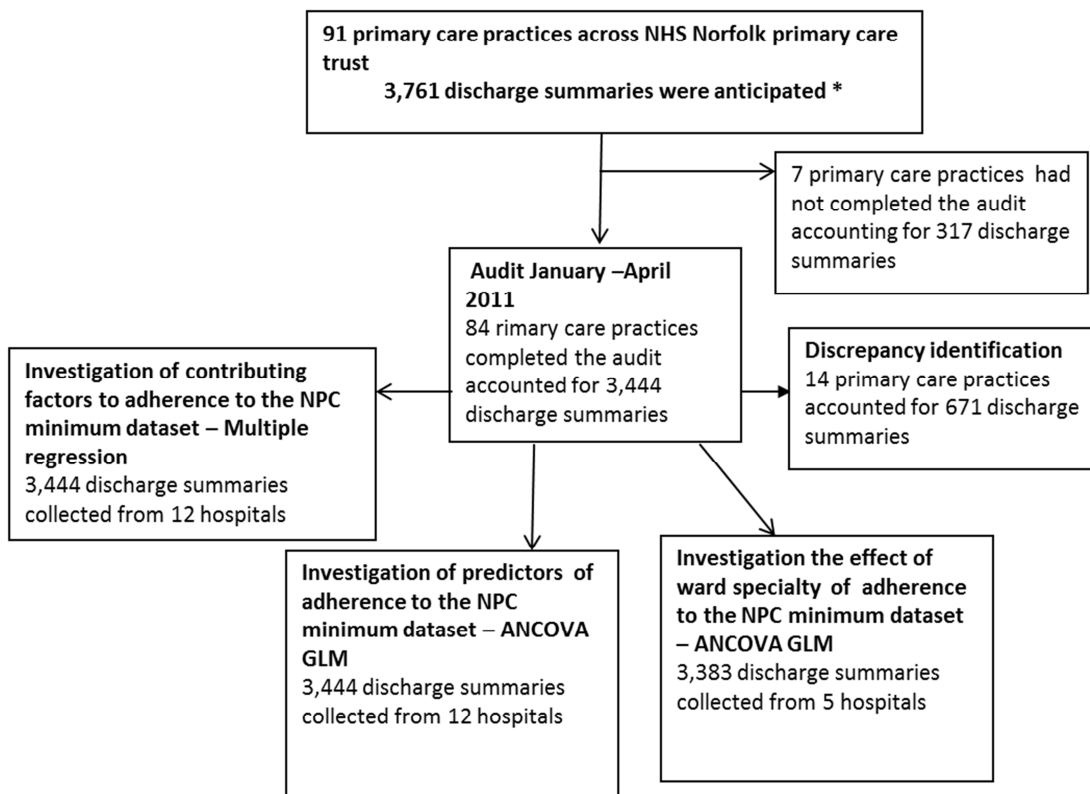 91 primary care practices across NHS Norfolk primary care
trust
3,761 discharge summaries were anticipated *
7 primary care practices had
not completed the audit
accounting for 317 discharge
summaries
Audit January –April
2011
84 rimary care practices
completed the audit
accounted for 3,444
discharge summaries
Discrepancy identification
14 primary care practices
accounted for 671 discharge
summaries
Investigation of contributing
factors to adherence to the NPC
minimum dataset – Multiple
regression
3,444 discharge summaries
collected from 12 hospitals
Investigation of predictors of
adherence to the NPC
minimum dataset – ANCOVA
GLM
3,444 discharge summaries
collected from 12 hospitals
Investigation the effect of
ward specialty of adherence
to the NPC minimum dataset
– ANCOVA GLM
3,383 discharge summaries
collected from 5 hospitals